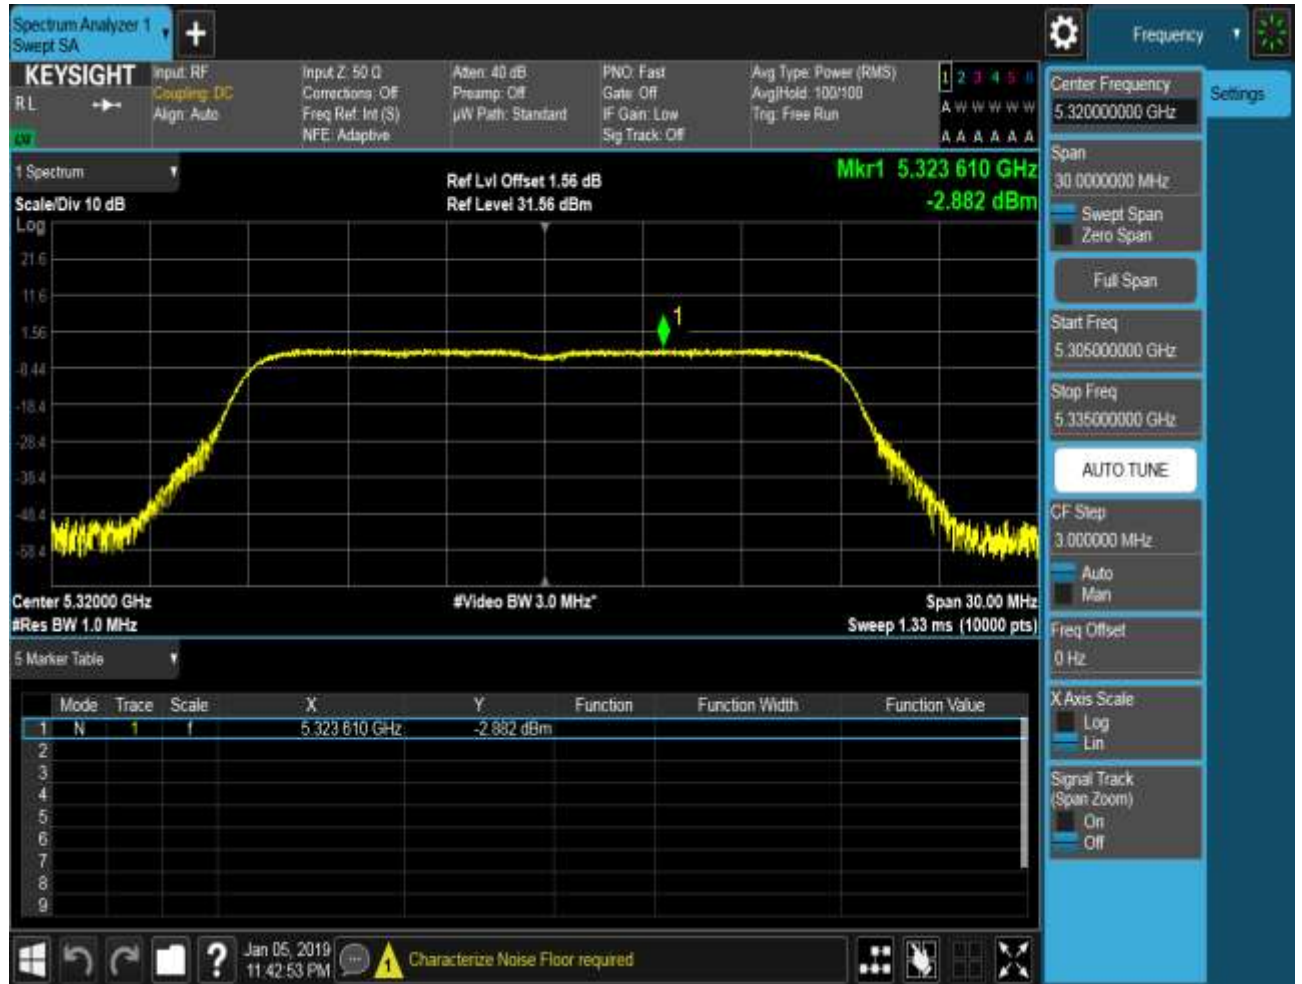 Spectrum Analyzer 1
Swept SA
+
Frequency
KEYSIGHT
R L
LXI
Input: RF
Coupling: DC
Align: Auto
Input Z: 50 Ω
Corrections: Off
Freq Ref: Int (S)
NFE: Adaptive
Atten: 40 dB
Preamp: Off
µW Path: Standard
PNO: Fast
Gate: Off
IF Gain: Low
Sig Track: Off
Avg Type: Power (RMS)
Avg|Hold: 100/100
Trig: Free Run
1 2 3 4 5 6
A W W W W W
A A A A A A
1 Spectrum
Scale/Div 10 dB
Log
Ref Lvl Offset 1.56 dB
Ref Level 31.56 dBm
Mkr1 5.323 610 GHz
-2.882 dBm
21.6
11.6
1.56
-8.44
-18.4
-28.4
-38.4
-48.4
-58.4
1
Center 5.32000 GHz
#Res BW 1.0 MHz
#Video BW 3.0 MHz*
Span 30.00 MHz
Sweep 1.33 ms (10000 pts)
5 Marker Table
Mode Trace Scale X Y Function Function Width Function Value
1 N 1 f 5.323 610 GHz -2.882 dBm
2
3
4
5
6
7
8
9
Center Frequency
5.320000000 GHz
Settings
Span
30.0000000 MHz
Swept Span
Zero Span
Full Span
Start Freq
5.305000000 GHz
Stop Freq
5.335000000 GHz
AUTO TUNE
CF Step
3.000000 MHz
Auto
Man
Freq Offset
0 Hz
X Axis Scale
Log
Lin
Signal Track
(Span Zoom)
On
Off
?
Jan 05, 2019
11:42:53 PM
1
Characterize Noise Floor required